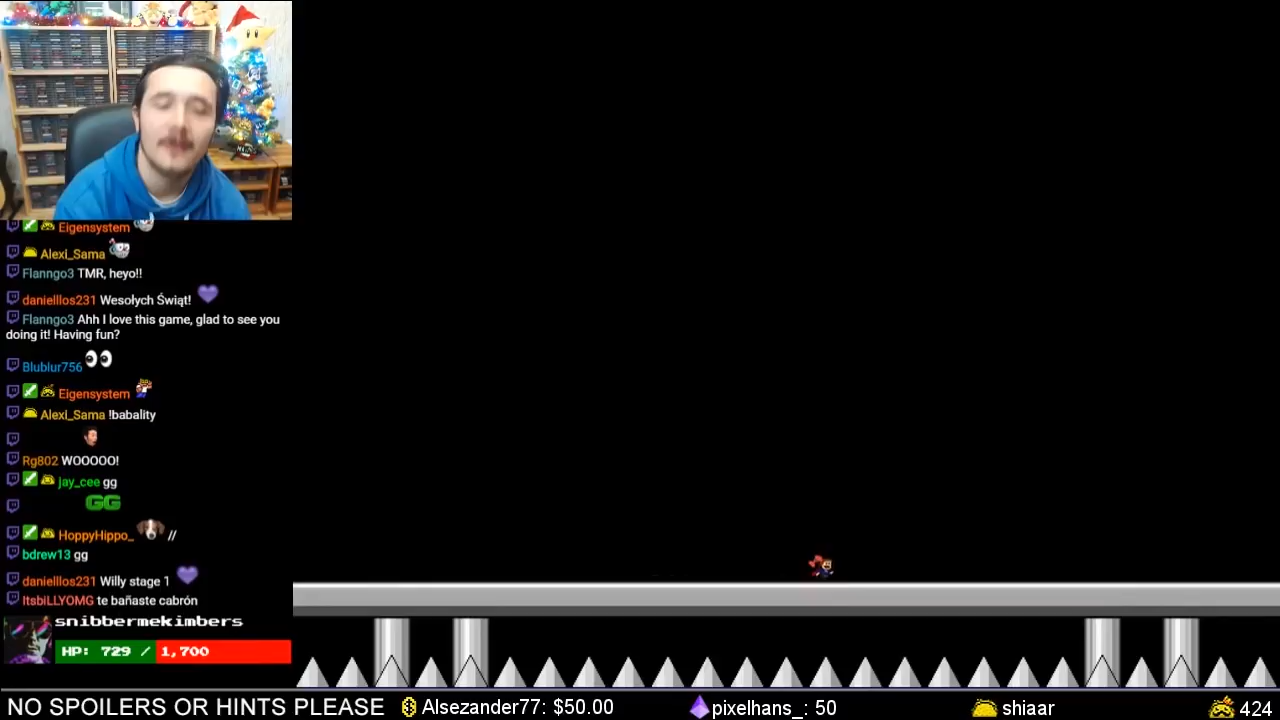 Eigensystem
Alexi_Sama
Flanngo3 TMR, heyo!!
danielllos231 Wesołych Świąt!
Flanngo3 Ahh I love this game, glad to see you
doing it! Having fun?
Blublur756
Eigensystem
Alexi_Sama !babality
Rg802 WOOOOO!
jay_cee gg
GG
HoppyHippo_ //
bdrew13 gg
danielllos231 Willy stage 1
ItsbiLLYOMG te bañaste cabrón
snibbermekimbers
HP: 729 / 1,700
NO SPOILERS OR HINTS PLEASE
Alsezander77: $50.00
pixelhans_: 50
shiaar
424